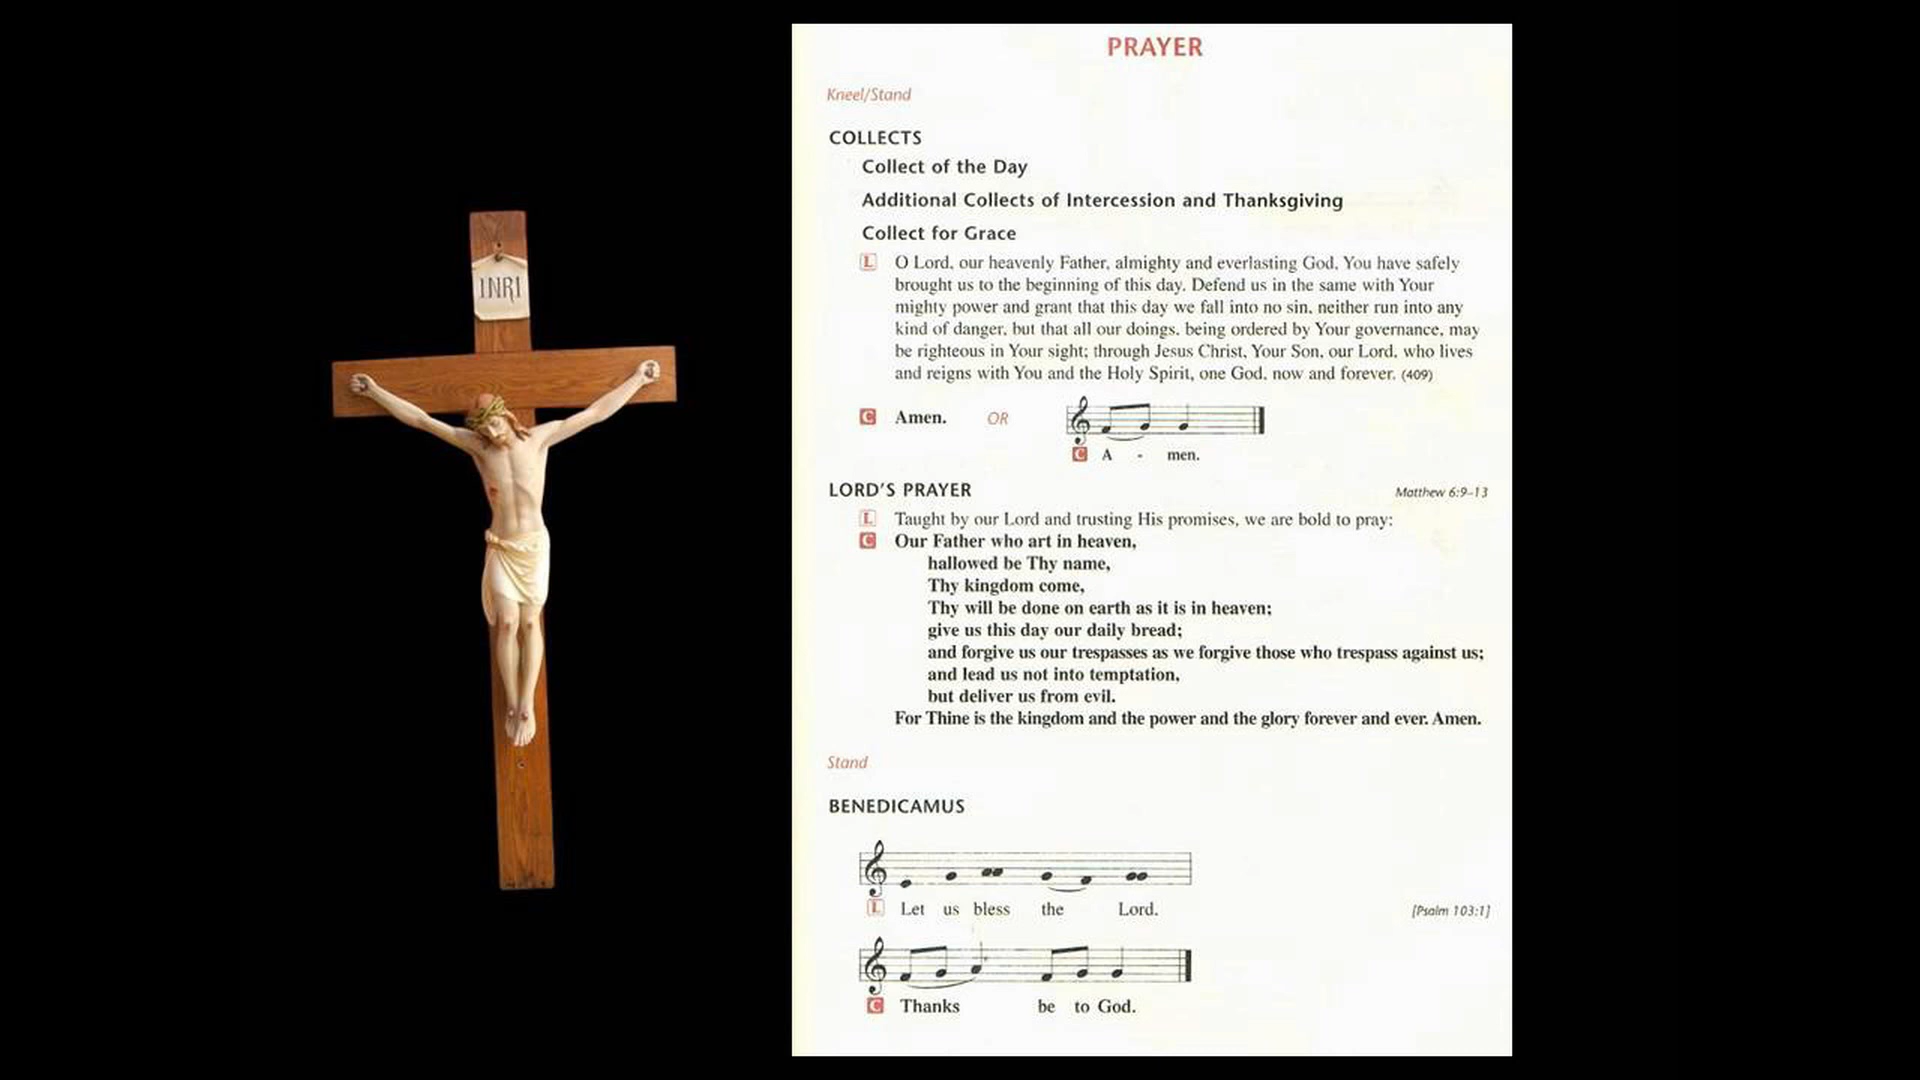 INRI
PRAYER
Kneel/Stand
COLLECTS
Collect of the Day
Additional Collects of Intercession and Thanksgiving
Collect for Grace
L O Lord, our heavenly Father, almighty and everlasting God, You have safely
brought us to the beginning of this day. Defend us in the same with Your
mighty power and grant that this day we fall into no sin, neither run into any
kind of danger, but that all our doings, being ordered by Your governance, may
be righteous in Your sight; through Jesus Christ, Your Son, our Lord, who lives
and reigns with You and the Holy Spirit, one God, now and forever. (409)
C Amen. OR
C A - men.
LORD'S PRAYER Matthew 6:9–13
L Taught by our Lord and trusting His promises, we are bold to pray:
C Our Father who art in heaven,
hallowed be Thy name,
Thy kingdom come,
Thy will be done on earth as it is in heaven;
give us this day our daily bread;
and forgive us our trespasses as we forgive those who trespass against us;
and lead us not into temptation,
but deliver us from evil.
For Thine is the kingdom and the power and the glory forever and ever. Amen.
Stand
BENEDICAMUS
L Let us bless the Lord. [Psalm 103:1]
C Thanks be to God.